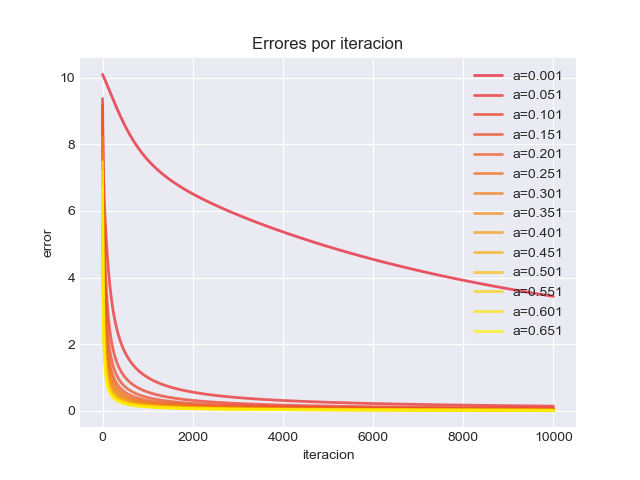 Errores por iteracion
a=0.001
a=0.051
a=0.101
a=0.151
a=0.201
a=0.251
a=0.301
a=0.351
a=0.401
a=0.451
a=0.501
a=0.551
a=0.601
a=0.651
10
8
6
4
2
0
error
0 2000 4000 6000 8000 10000
iteracion